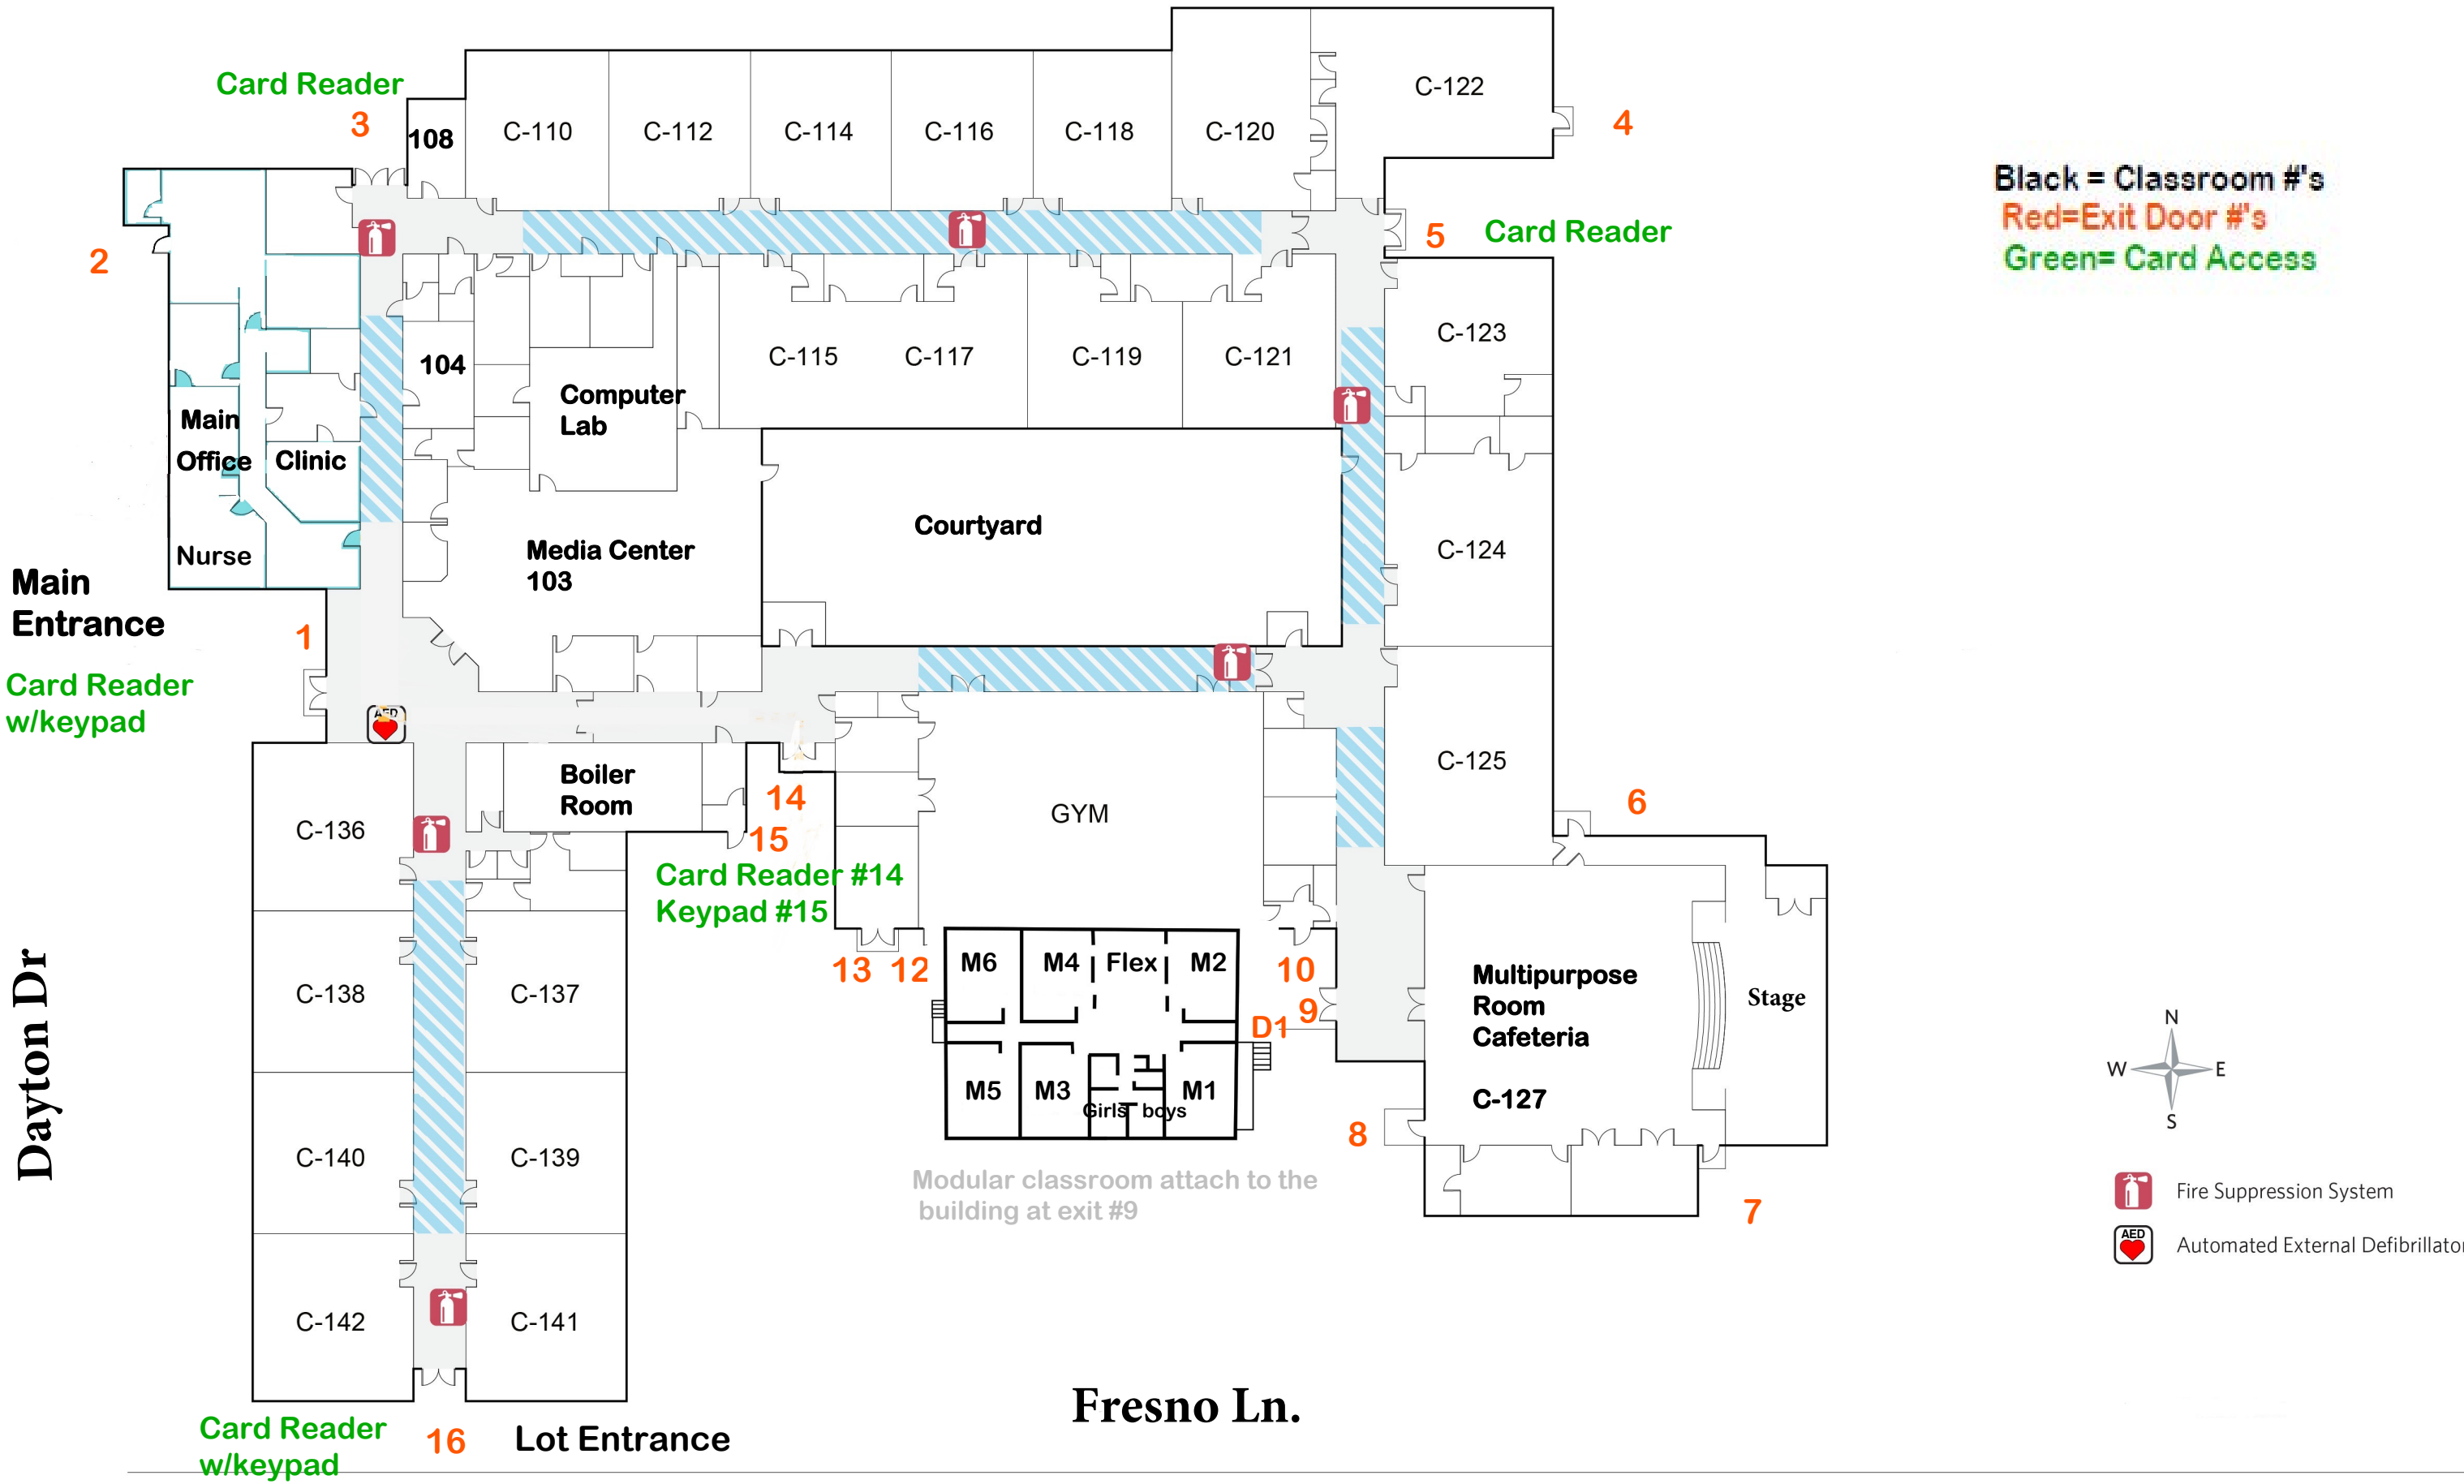 Card Reader
3
108
C-110
C-112
C-114
C-116
C-118
C-120
C-122
4
Black = Classroom #'s
Red=Exit Door #'s
Green= Card Access
2
5
Card Reader
104
Computer
Lab
C-115
C-117
C-119
C-121
C-123
Main
Office
Clinic
Nurse
Media Center
103
Courtyard
C-124
Main
Entrance
1
Card Reader
w/keypad
AED
C-125
Boiler
Room
14
15
Card Reader #14
Keypad #15
GYM
6
C-136
13
12
M6
M4
Flex
M2
10
9
D1
M5
M3
Girls
boys
M1
Modular classroom attach to the
building at exit #9
Multipurpose
Room
Cafeteria
C-127
Stage
8
7
C-138
C-137
C-140
C-139
C-142
C-141
Dayton Dr
Card Reader
w/keypad
16
Lot Entrance
Fresno Ln.
N
W
E
S
Fire Suppression System
AED
Automated External Defibrillator